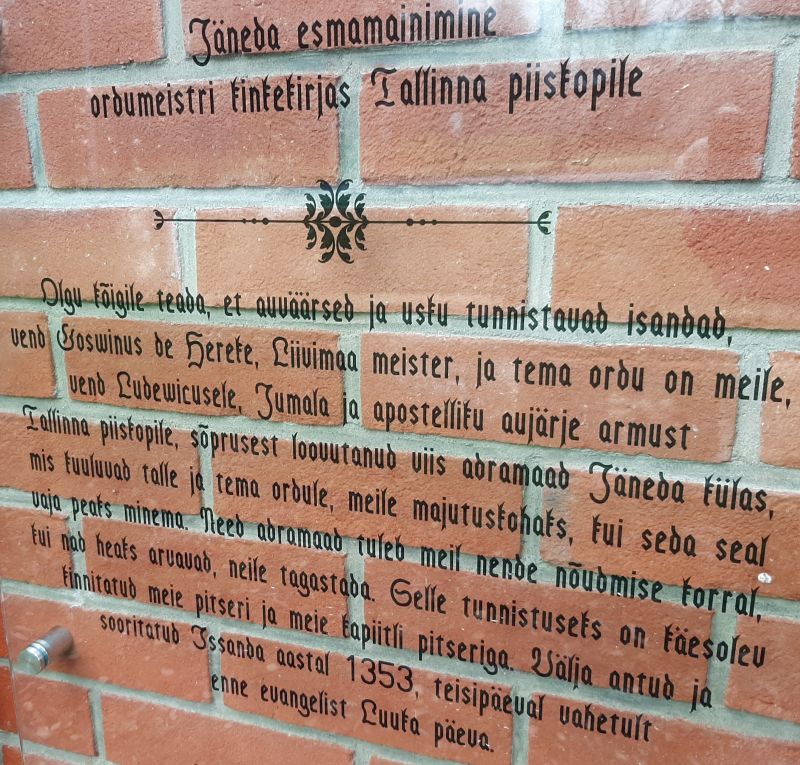 Jäneda esmamainimine
ordumeistri kinkekirjas Tallinna piiskopile
Olgu kõigile teada, et auväärsed ja usku tunnistavad isandad,
vend Goswinus de Hereke, Liivimaa meister, ja tema ordu on meile,
vend Ludewicusele, Jumala ja apostelliku aujärje armust
Tallinna piiskopile, sõprusest loovutanud viis adramaad Jäneda külas,
mis kuuluvad talle ja tema ordule, meile majutuskohaks, kui seda seal
vaja peaks minema. Need adramaad tuleb meil nende nõudmise korral,
kui nad heaks arvavad, neile tagastada. Selle tunnistuseks on käesolev
kinnitatud meie pitseri ja meie kapiitli pitseriga. Välja antud ja
sooritatud Issanda aastal 1353, teisipäeval vahetult
enne evangelist Luuka päeva.